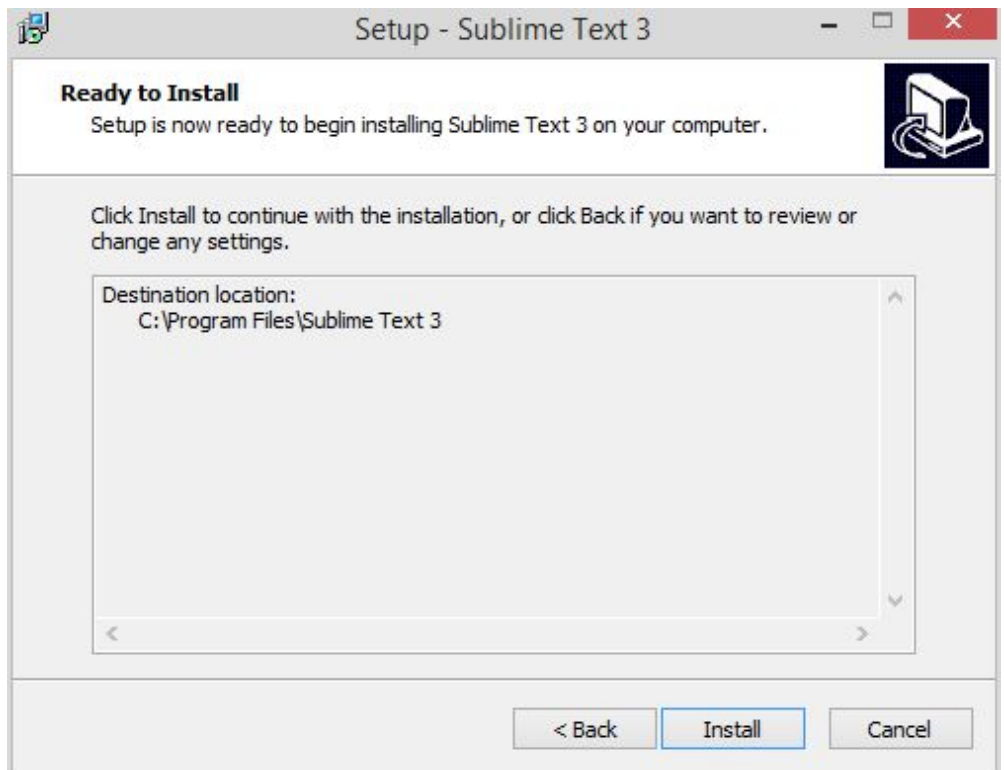 Setup - Sublime Text 3
Ready to Install
Setup is now ready to begin installing Sublime Text 3 on your computer.
Click Install to continue with the installation, or click Back if you want to review or
change any settings.
Destination location:
C:\Program Files\Sublime Text 3
< Back
Install
Cancel